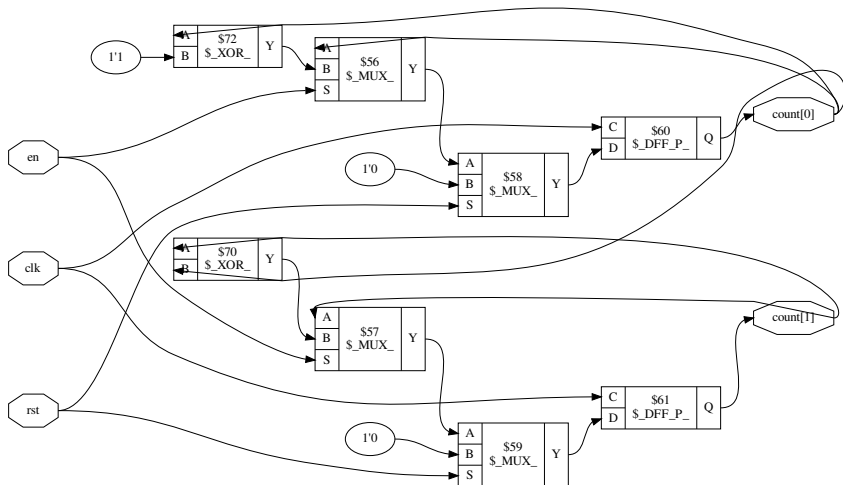 A
B
$72
$_XOR_
Y
1'1
A
B
S
$56
$_MUX_
Y
count[0]
C
D
$60
$_DFF_P_
Q
en
1'0
A
B
S
$58
$_MUX_
Y
clk
A
B
$70
$_XOR_
Y
A
B
S
$57
$_MUX_
Y
count[1]
rst
C
D
$61
$_DFF_P_
Q
1'0
A
B
S
$59
$_MUX_
Y